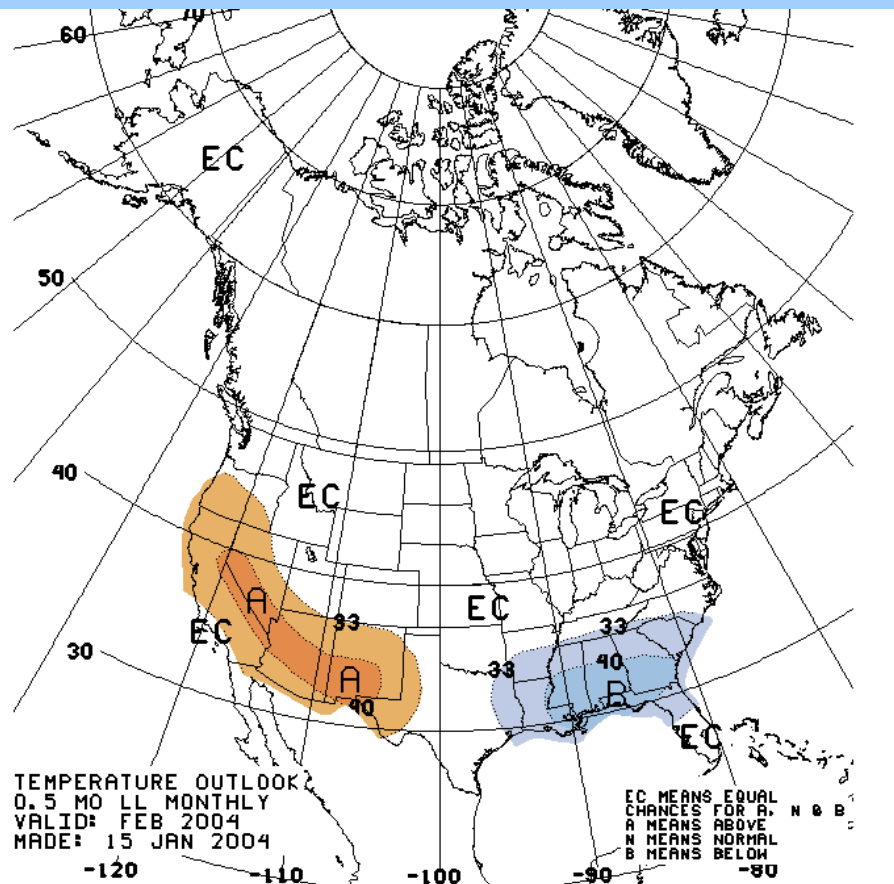 70
60
EC
50
40
EC
EC
A
EC
33
33
EC
30
33
40
A
B
40
EC
TEMPERATURE OUTLOOK
0.5 MO LL MONTHLY
VALID: FEB 2004
MADE: 15 JAN 2004
EC MEANS EQUAL
CHANCES FOR A, N & B
A MEANS ABOVE
N MEANS NORMAL
B MEANS BELOW
-120
-110
-100
-90
-80